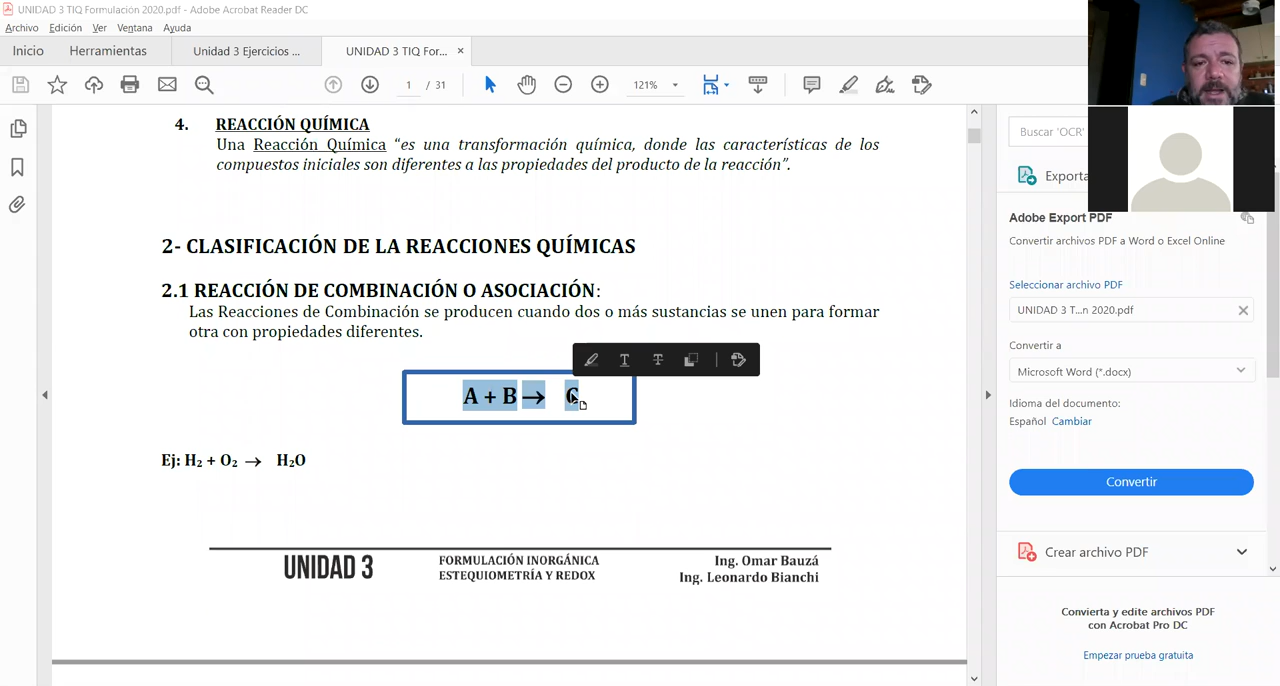 UNIDAD 3 TIQ Formulación 2020.pdf - Adobe Acrobat Reader DC
Archivo Edición Ver Ventana Ayuda
Inicio Herramientas Unidad 3 Ejercicios ... UNIDAD 3 TIQ For... ×
1 / 31 121%
4. REACCIÓN QUÍMICA
Una Reacción Química “es una transformación química, donde las características de los
compuestos iniciales son diferentes a las propiedades del producto de la reacción”.
2- CLASIFICACIÓN DE LA REACCIONES QUÍMICAS
2.1 REACCIÓN DE COMBINACIÓN O ASOCIACIÓN:
Las Reacciones de Combinación se producen cuando dos o más sustancias se unen para formar
otra con propiedades diferentes.
A + B → C
Ej: H₂ + O₂ → H₂O
UNIDAD 3
FORMULACIÓN INORGÁNICA
ESTEQUIOMETRÍA Y REDOX
Ing. Omar Bauzá
Ing. Leonardo Bianchi
Buscar 'OCR'
Exporta
Adobe Export PDF
Convertir archivos PDF a Word o Excel Online
Seleccionar archivo PDF
UNIDAD 3 T...n 2020.pdf
Convertir a
Microsoft Word (*.docx)
Idioma del documento:
Español Cambiar
Convertir
Crear archivo PDF
Convierta y edite archivos PDF
con Acrobat Pro DC
Empezar prueba gratuita